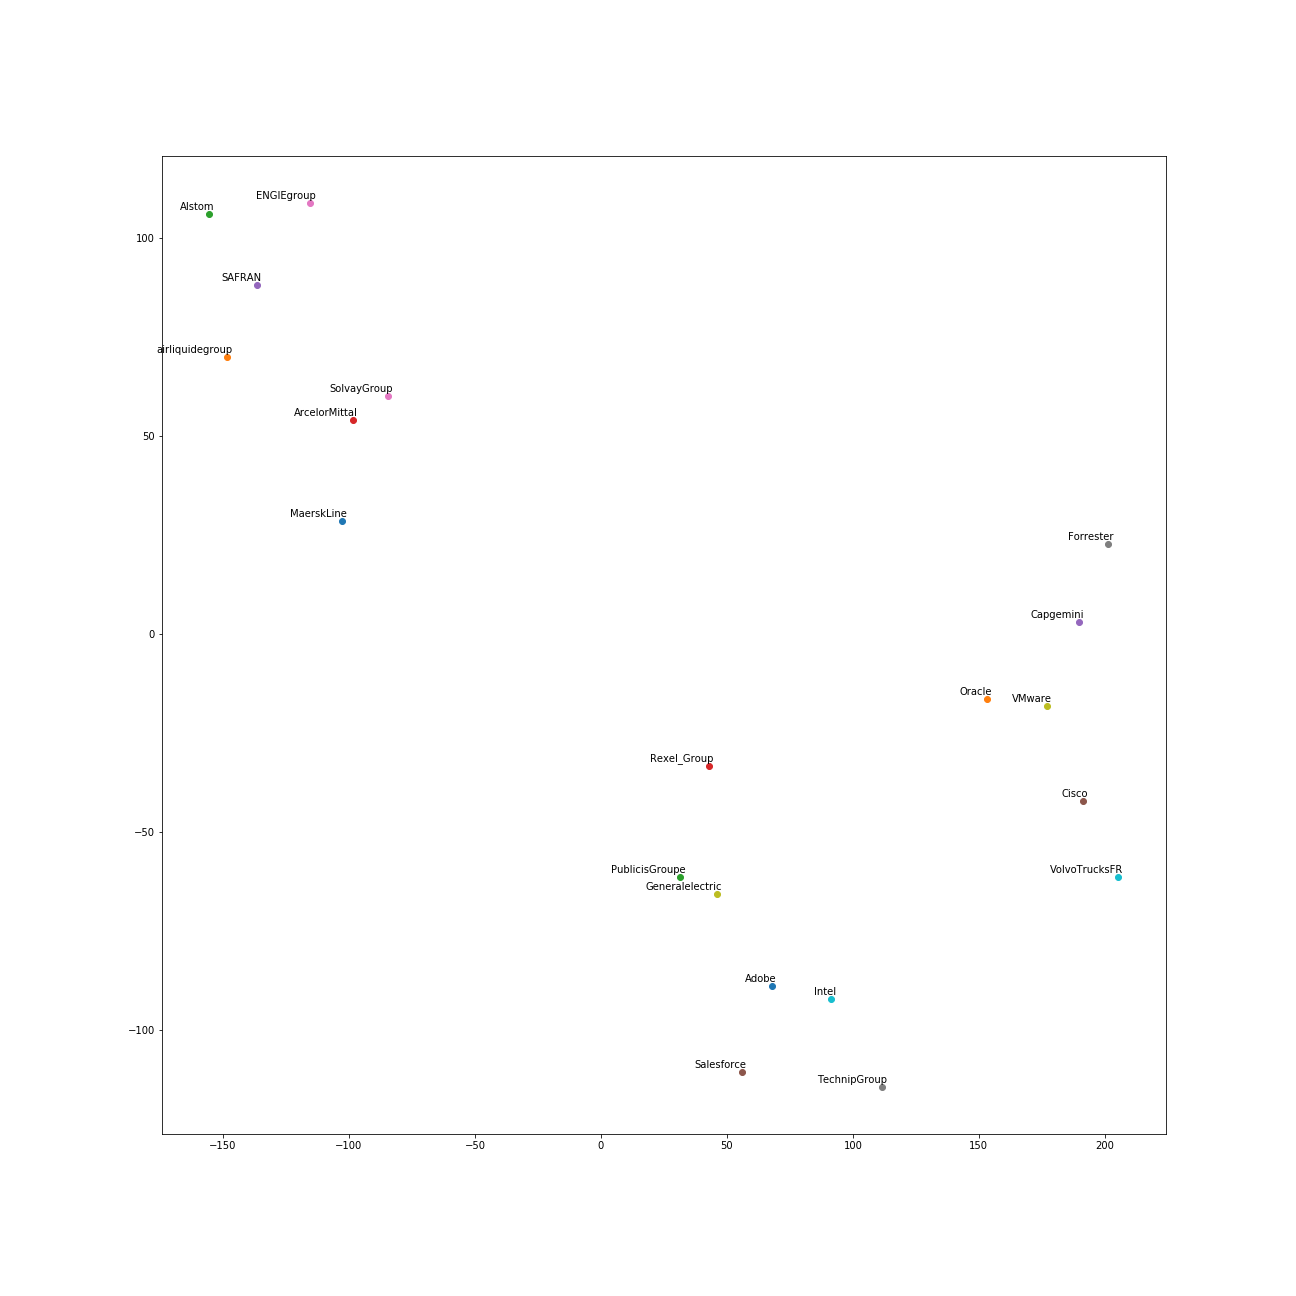 ENGIEgroup
Alstom
SAFRAN
airliquidegroup
SolvayGroup
ArcelorMittal
MaerskLine
Forrester
Capgemini
Oracle
VMware
Rexel_Group
Cisco
PublicisGroupe
VolvoTrucksFR
Generalelectric
Adobe
Intel
Salesforce
TechnipGroup
100
50
0
−50
−100
−150
−100
−50
0
50
100
150
200